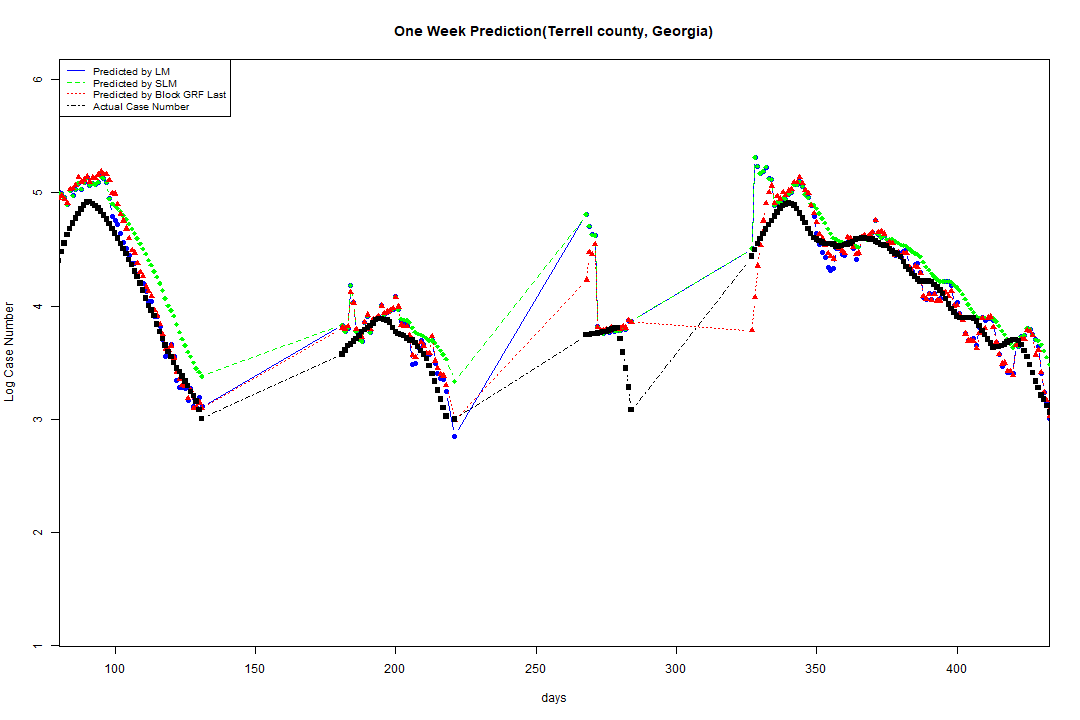 One Week Prediction(Terrell county, Georgia)
Predicted by LM
Predicted by SLM
Predicted by Block GRF Last
Actual Case Number
Log Case Number
6
5
4
3
2
1
100 150 200 250 300 350 400
days